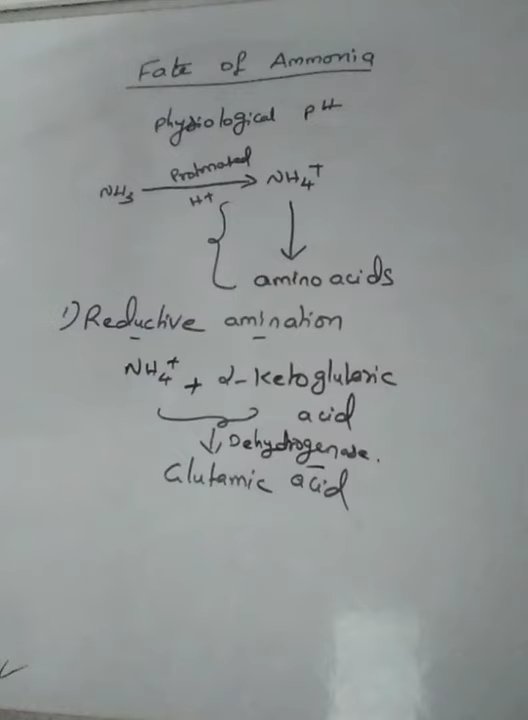 Fate of Ammonia
physiological pH
NH3 Protonated H+ NH4+
amino acids
1) Reductive amination
NH4+ + α-ketoglutaric
acid
Dehydrogenase.
Glutamic acid